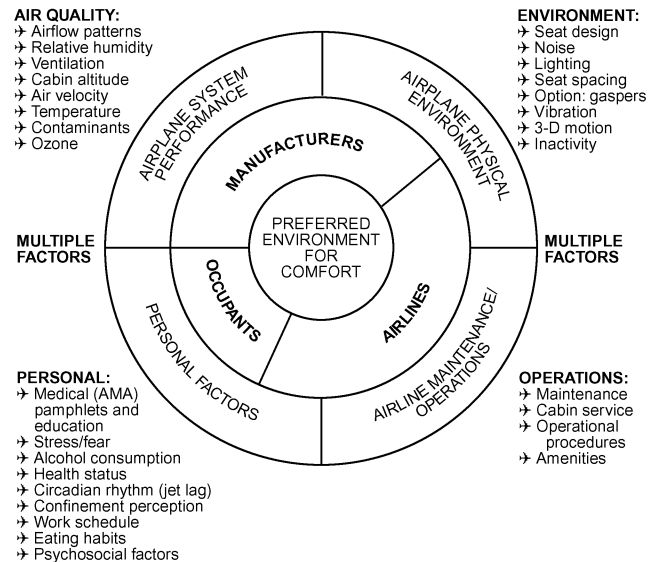 AIR QUALITY:
✈ Airflow patterns
✈ Relative humidity
✈ Ventilation
✈ Cabin altitude
✈ Air velocity
✈ Temperature
✈ Contaminants
✈ Ozone
ENVIRONMENT:
✈ Seat design
✈ Noise
✈ Lighting
✈ Seat spacing
✈ Option: gaspers
✈ Vibration
✈ 3-D motion
✈ Inactivity
AIRPLANE SYSTEM
PERFORMANCE
AIRPLANE PHYSICAL
ENVIRONMENT
MANUFACTURERS
PREFERRED
ENVIRONMENT
FOR
COMFORT
MULTIPLE
FACTORS
MULTIPLE
FACTORS
OCCUPANTS
AIRLINES
PERSONAL FACTORS
AIRLINE MAINTENANCE/
OPERATIONS
PERSONAL:
✈ Medical (AMA)
pamphlets and
education
✈ Stress/fear
✈ Alcohol consumption
✈ Health status
✈ Circadian rhythm (jet lag)
✈ Confinement perception
✈ Work schedule
✈ Eating habits
✈ Psychosocial factors
OPERATIONS:
✈ Maintenance
✈ Cabin service
✈ Operational
procedures
✈ Amenities